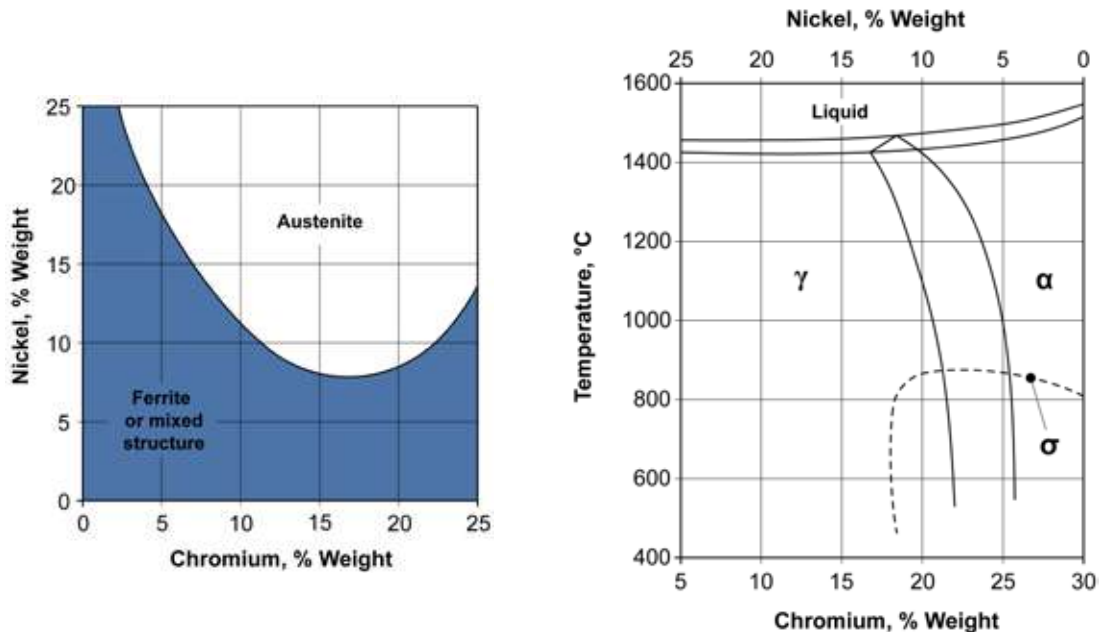 25
20
15
10
5
0
Nickel, % Weight
Austenite
Ferrite
or mixed
structure
0 5 10 15 20 25
Chromium, % Weight
Nickel, % Weight
25 20 15 10 5 0
1600
1400
1200
1000
800
600
400
Temperature, °C
Liquid
γ
α
σ
5 10 15 20 25 30
Chromium, % Weight